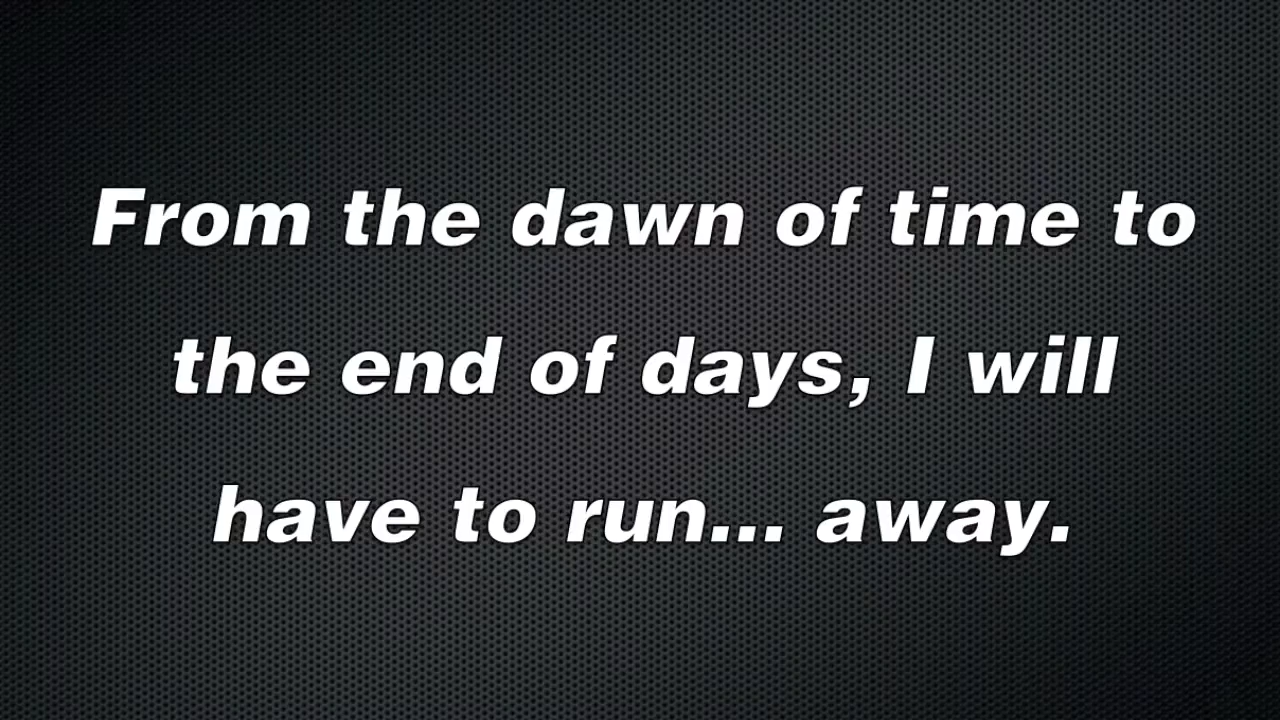 From the dawn of time to
the end of days, I will
have to run... away.